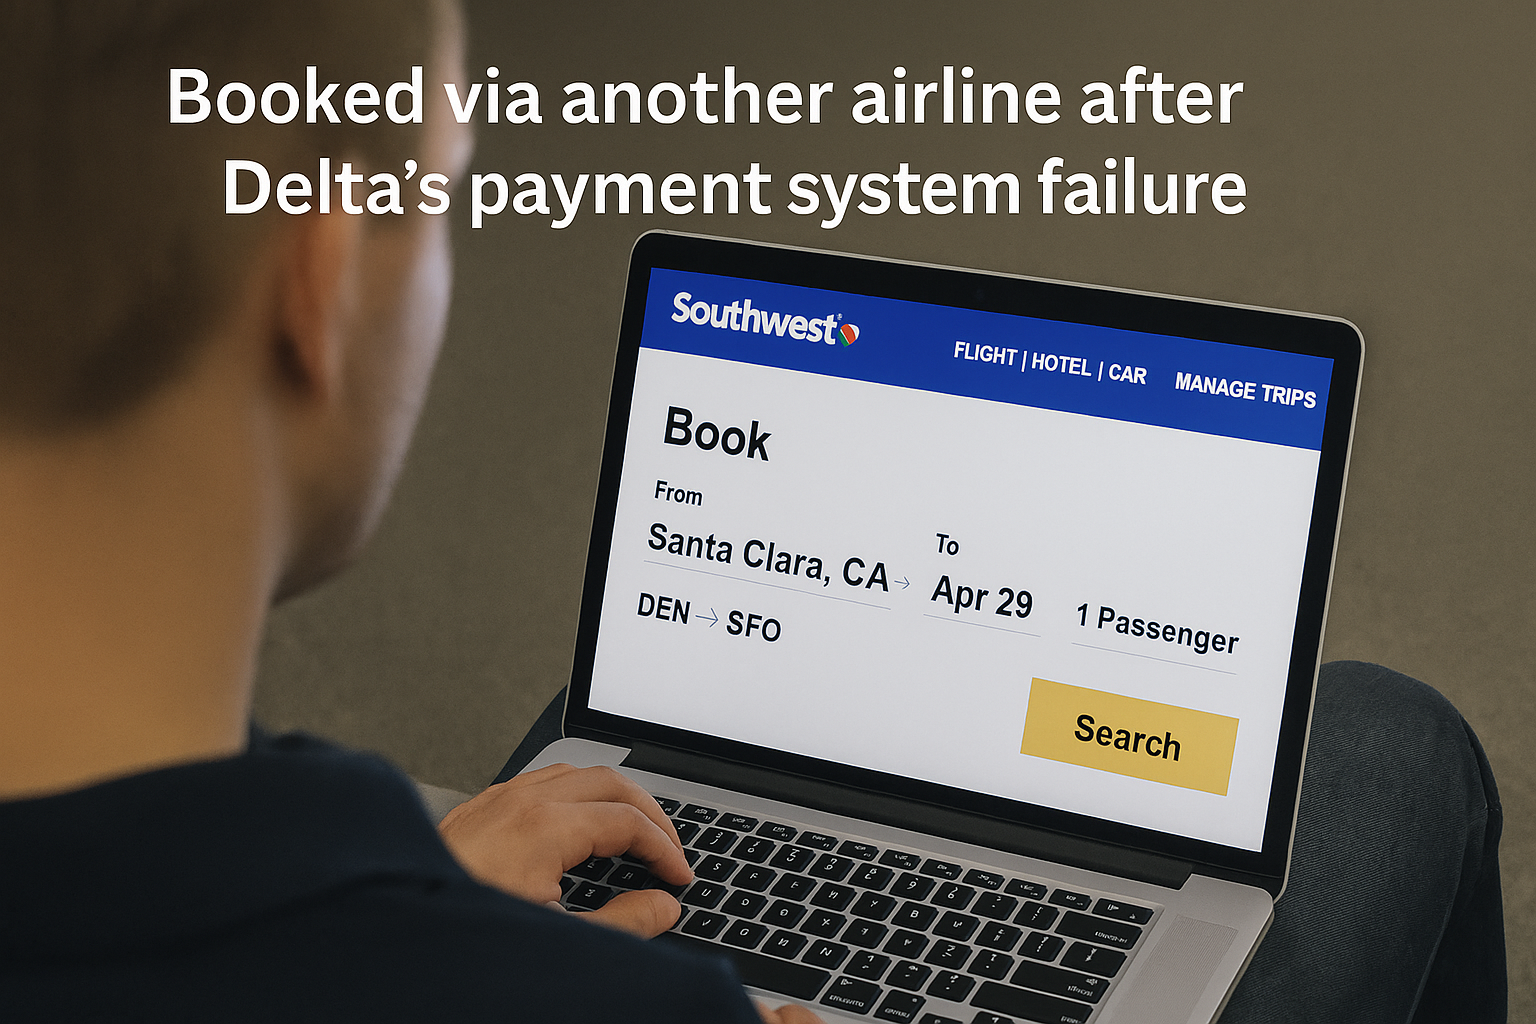 Booked via another airline after
Delta's payment system failure
Southwest®
FLIGHT | HOTEL | CAR MANAGE TRIPS
Book
From
To
Santa Clara, CA → Apr 29 1 Passenger
DEN → SFO
Search